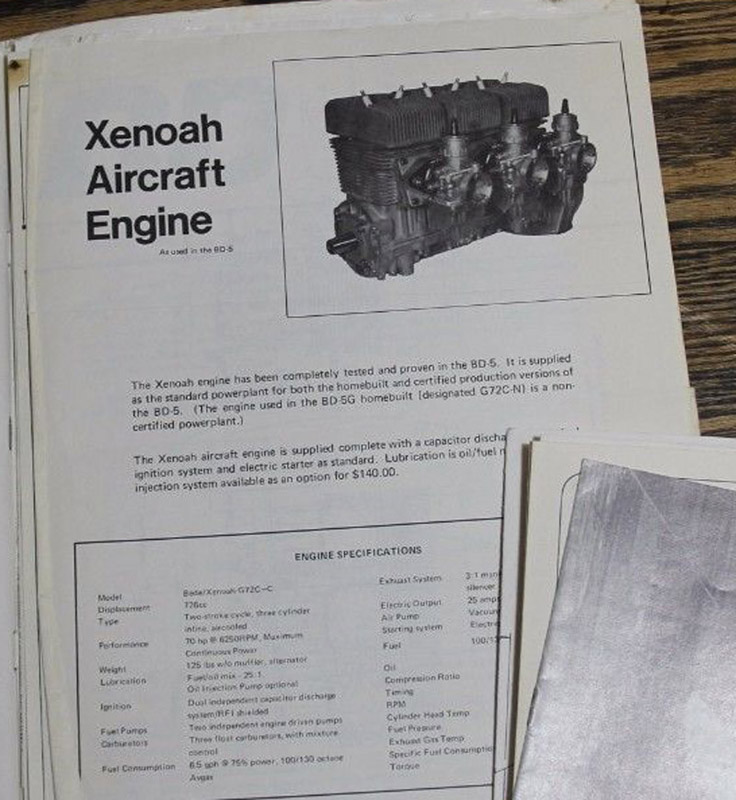 Xenoah
Aircraft
Engine
As used in the BD-5
The Xenoah engine has been completely tested and proven in the BD-5. It is supplied
as the standard powerplant for both the homebuilt and certified production versions of
the BD-5. (The engine used in the BD-5G homebuilt [designated G72C-N) is a non-
certified powerplant.)
The Xenoah aircraft engine is supplied complete with a capacitor discha
ignition system and electric starter as standard. Lubrication is oil/fuel
injection system available as an option for $140.00.
ENGINE SPECIFICATIONS
Model Bede/Xenoah G72C-C
Displacement 726cc
Type Two-stroke cycle, three cylinder
inline, aircooled
Performance 70 hp @ 6250RPM, Maximum
Continuous Power
Weight 125 lbs w/o muffler, alternator
Lubrication Fuel/oil mix - 25:1
Oil Injection Pump optional
Ignition Dual independent capacitor discharge
system/RFI shielded
Fuel Pumps Two independent engine driven pumps
Carburetors Three float carburetors, with mixture
control
Fuel Consumption 6.5 gph @ 75% power, 100/130 octane
Avgas
Exhaust System 3:1
silencer
Electric Output 25 amp
Air Pump Vacuu
Starting system Electr
Fuel 100/13
Oil
Compression Ratio
Timing
RPM
Cylinder Head Temp
Fuel Pressure
Exhaust Gas Temp
Specific Fuel Consumptio
Torque